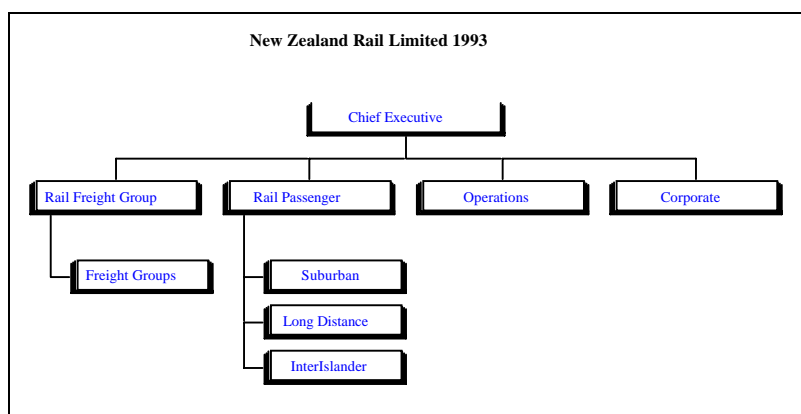 New Zealand Rail Limited 1993
Chief Executive
Rail Freight Group
Rail Passenger
Operations
Corporate
Freight Groups
Suburban
Long Distance
InterIslander